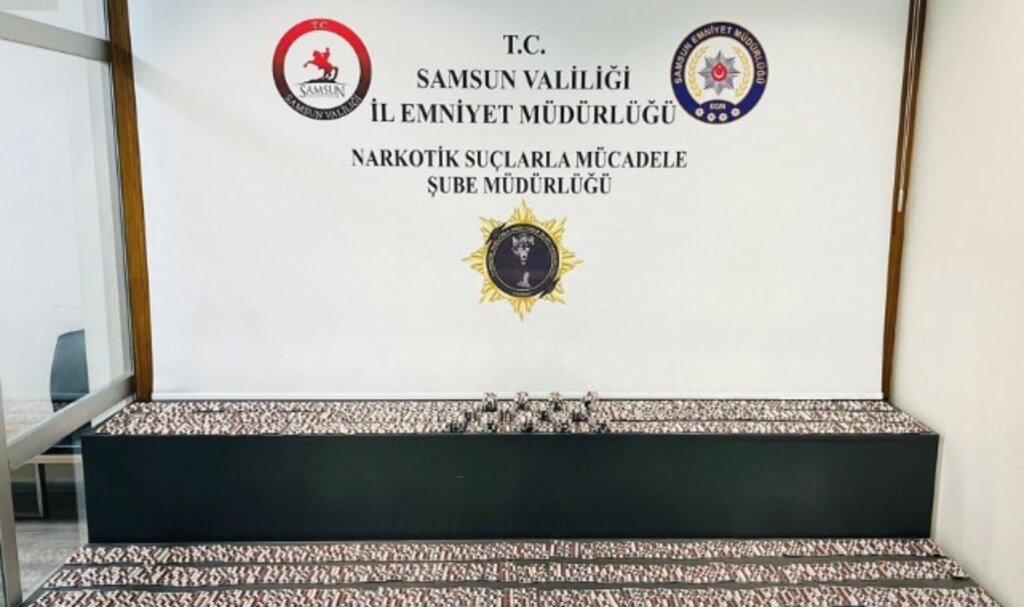 T.C.
SAMSUN VALİLİĞİ
İL EMNİYET MÜDÜRLÜĞÜ
NARKOTİK SUÇLARLA MÜCADELE
ŞUBE MÜDÜRLÜĞÜ
T.C.
SAMSUN
SAMSUN VALİLİĞİ
SAMSUN EMNİYET MÜDÜRLÜĞÜ
EGM